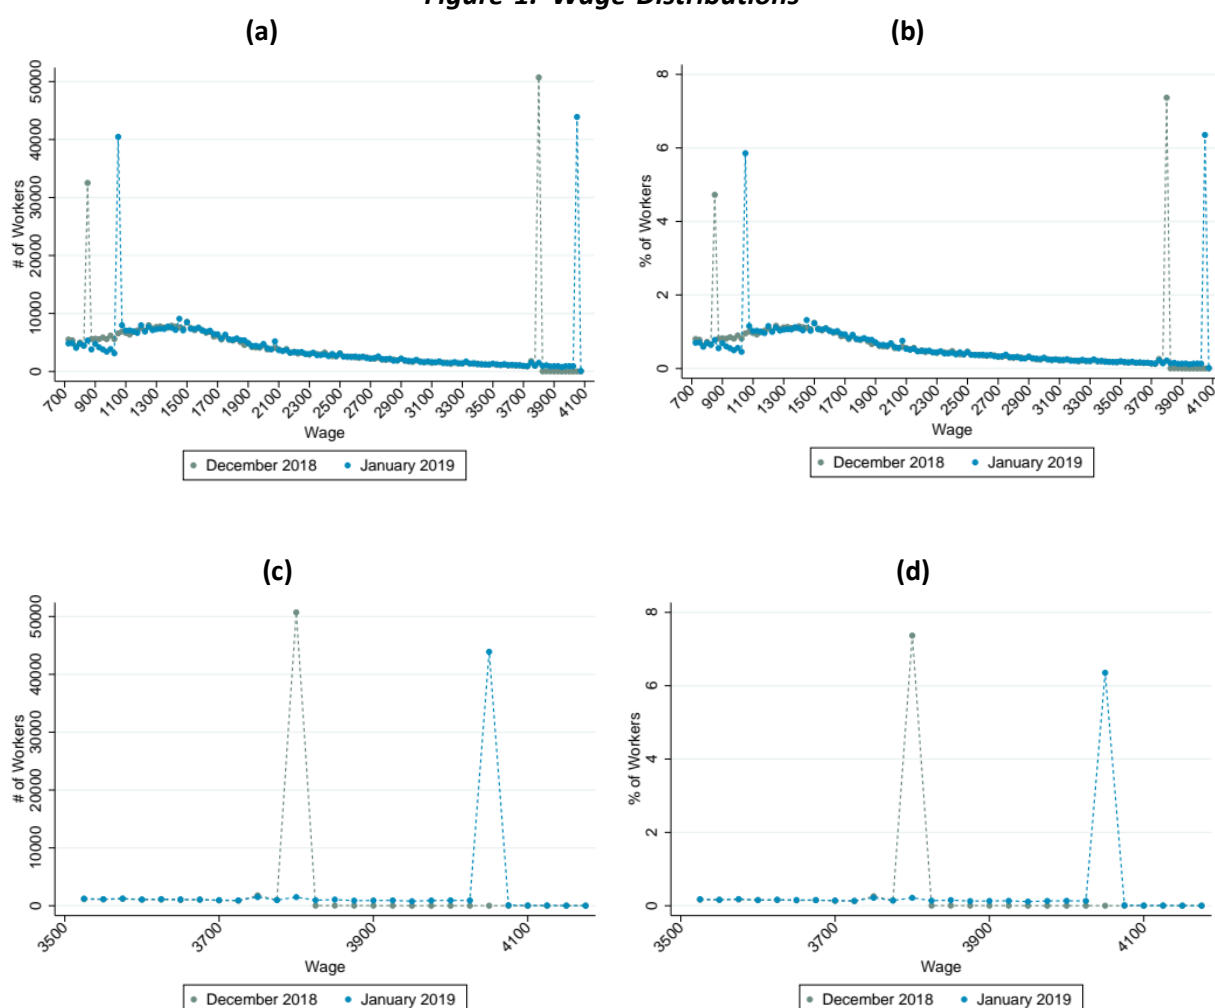 Figure 1: Wage Distributions
(a)
# of Workers
50000
40000
30000
20000
10000
0
700 900 1100 1300 1500 1700 1900 2100 2300 2500 2700 2900 3100 3300 3500 3700 3900 4100
Wage
December 2018 January 2019
(b)
% of Workers
8
6
4
2
0
700 900 1100 1300 1500 1700 1900 2100 2300 2500 2700 2900 3100 3300 3500 3700 3900 4100
Wage
December 2018 January 2019
(c)
# of Workers
50000
40000
30000
20000
10000
0
3500 3700 3900 4100
Wage
December 2018 January 2019
(d)
% of Workers
8
6
4
2
0
3500 3700 3900 4100
Wage
December 2018 January 2019